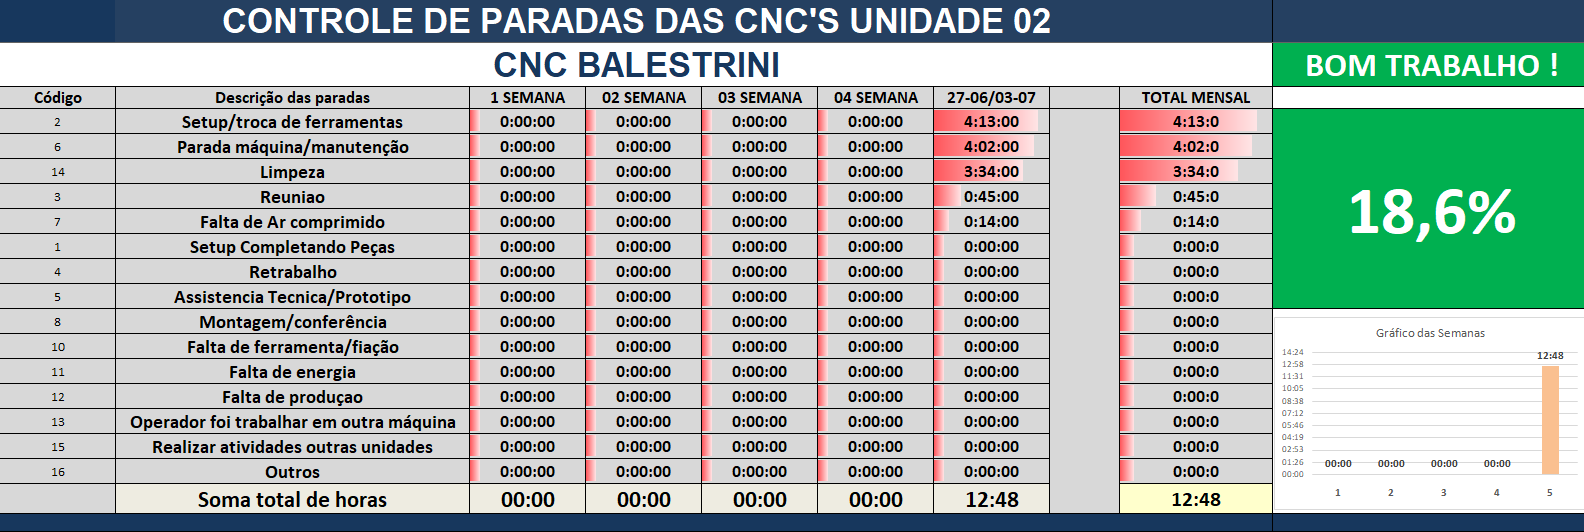 CONTROLE DE PARADAS DAS CNC'S UNIDADE 02
CNC BALESTRINI BOM TRABALHO !
Código Descrição das paradas 1 SEMANA 02 SEMANA 03 SEMANA 04 SEMANA 27-06/03-07 TOTAL MENSAL
2 Setup/troca de ferramentas 0:00:00 0:00:00 0:00:00 0:00:00 4:13:00 4:13:0
6 Parada máquina/manutenção 0:00:00 0:00:00 0:00:00 0:00:00 4:02:00 4:02:0
14 Limpeza 0:00:00 0:00:00 0:00:00 0:00:00 3:34:00 3:34:0
3 Reuniao 0:00:00 0:00:00 0:00:00 0:00:00 0:45:00 0:45:0
7 Falta de Ar comprimido 0:00:00 0:00:00 0:00:00 0:00:00 0:14:00 0:14:0
1 Setup Completando Peças 0:00:00 0:00:00 0:00:00 0:00:00 0:00:00 0:00:0
4 Retrabalho 0:00:00 0:00:00 0:00:00 0:00:00 0:00:00 0:00:0
5 Assistencia Tecnica/Prototipo 0:00:00 0:00:00 0:00:00 0:00:00 0:00:00 0:00:0
8 Montagem/conferência 0:00:00 0:00:00 0:00:00 0:00:00 0:00:00 0:00:0
10 Falta de ferramenta/fiação 0:00:00 0:00:00 0:00:00 0:00:00 0:00:00 0:00:0
11 Falta de energia 0:00:00 0:00:00 0:00:00 0:00:00 0:00:00 0:00:0
12 Falta de produçao 0:00:00 0:00:00 0:00:00 0:00:00 0:00:00 0:00:0
13 Operador foi trabalhar em outra máquina 0:00:00 0:00:00 0:00:00 0:00:00 0:00:00 0:00:0
15 Realizar atividades outras unidades 0:00:00 0:00:00 0:00:00 0:00:00 0:00:00 0:00:0
16 Outros 0:00:00 0:00:00 0:00:00 0:00:00 0:00:00 0:00:0
Soma total de horas 00:00 00:00 00:00 00:00 12:48 12:48
18,6%
Gráfico das Semanas
14:24
12:58
11:31
10:05
08:38
07:12
05:46
04:19
02:53
01:26
00:00
00:00 00:00 00:00 00:00 12:48
1 2 3 4 5